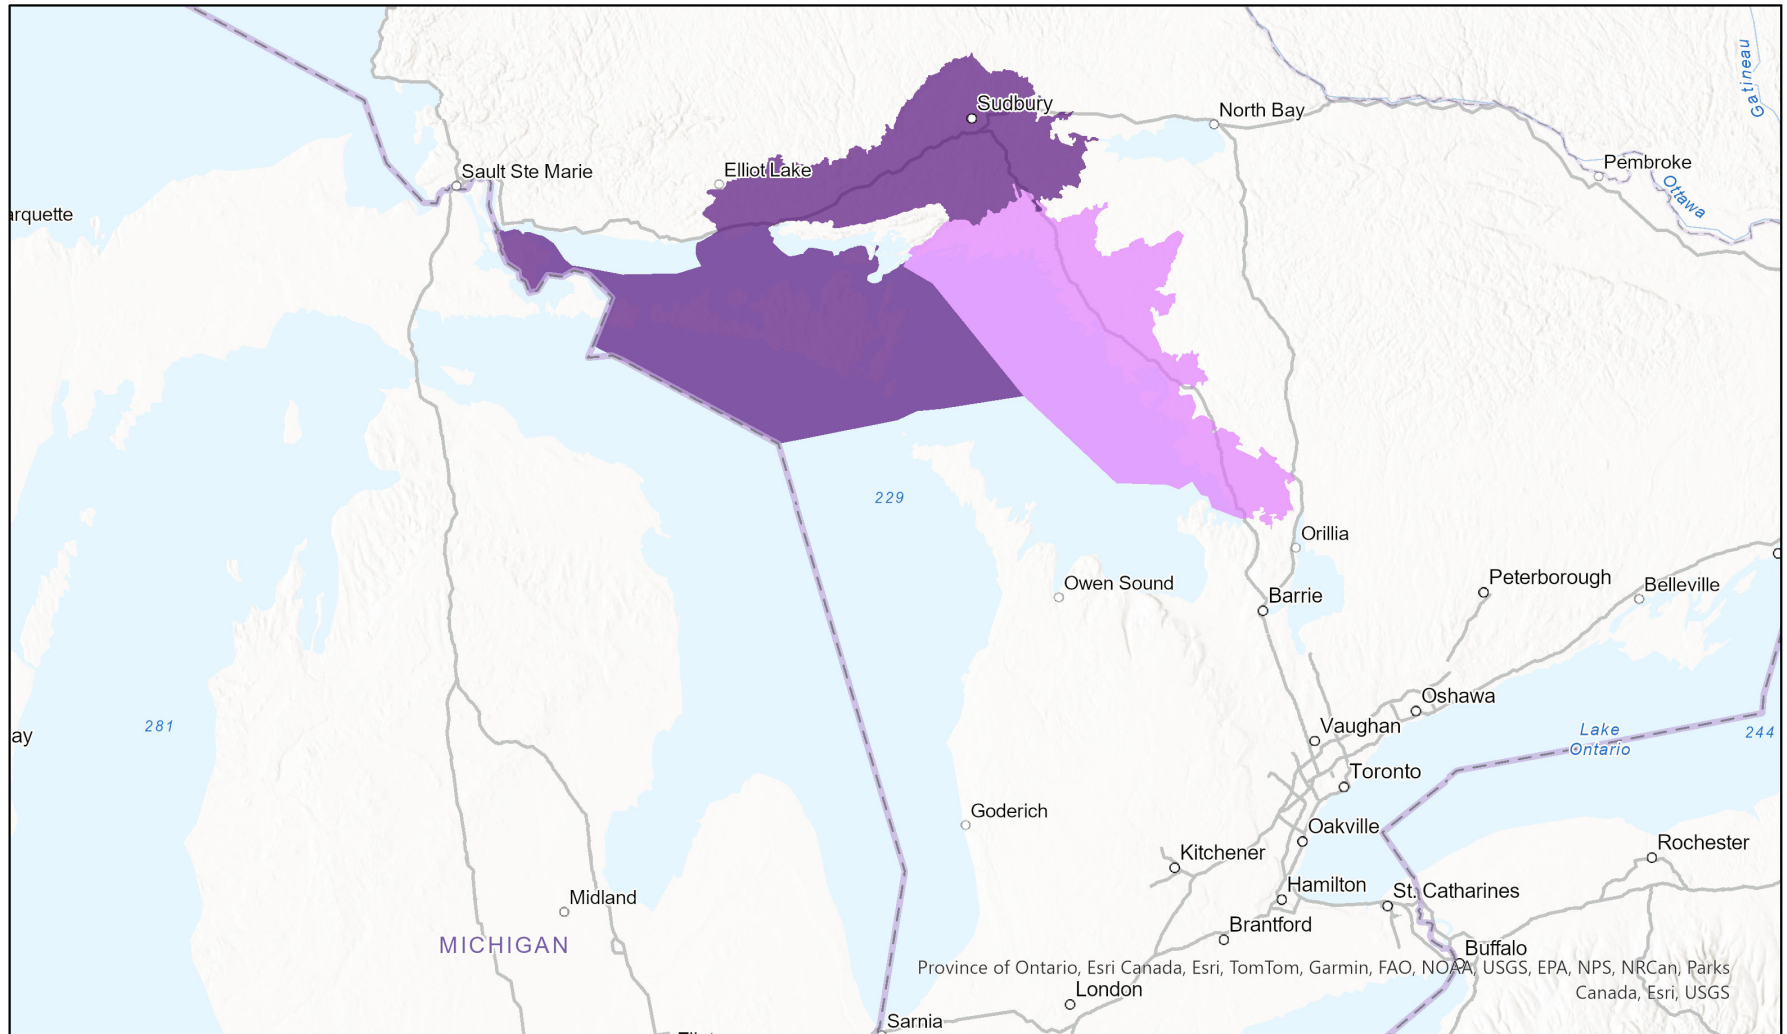 Gatineau
Sudbury
North Bay
Elliot Lake
Sault Ste Marie
Pembroke
Ottawa
arquette
229
Orillia
Owen Sound
Barrie
Peterborough
Belleville
281
ay
Oshawa
Vaughan
Lake
Ontario
244
Toronto
Goderich
Oakville
Kitchener
Rochester
Midland
Hamilton
St. Catharines
MICHIGAN
Brantford
Buffalo
Province of Ontario, Esri Canada, Esri, TomTom, Garmin, FAO, NOAA, USGS, EPA, NPS, NRCan, Parks
Canada, Esri, USGS
London
Sarnia